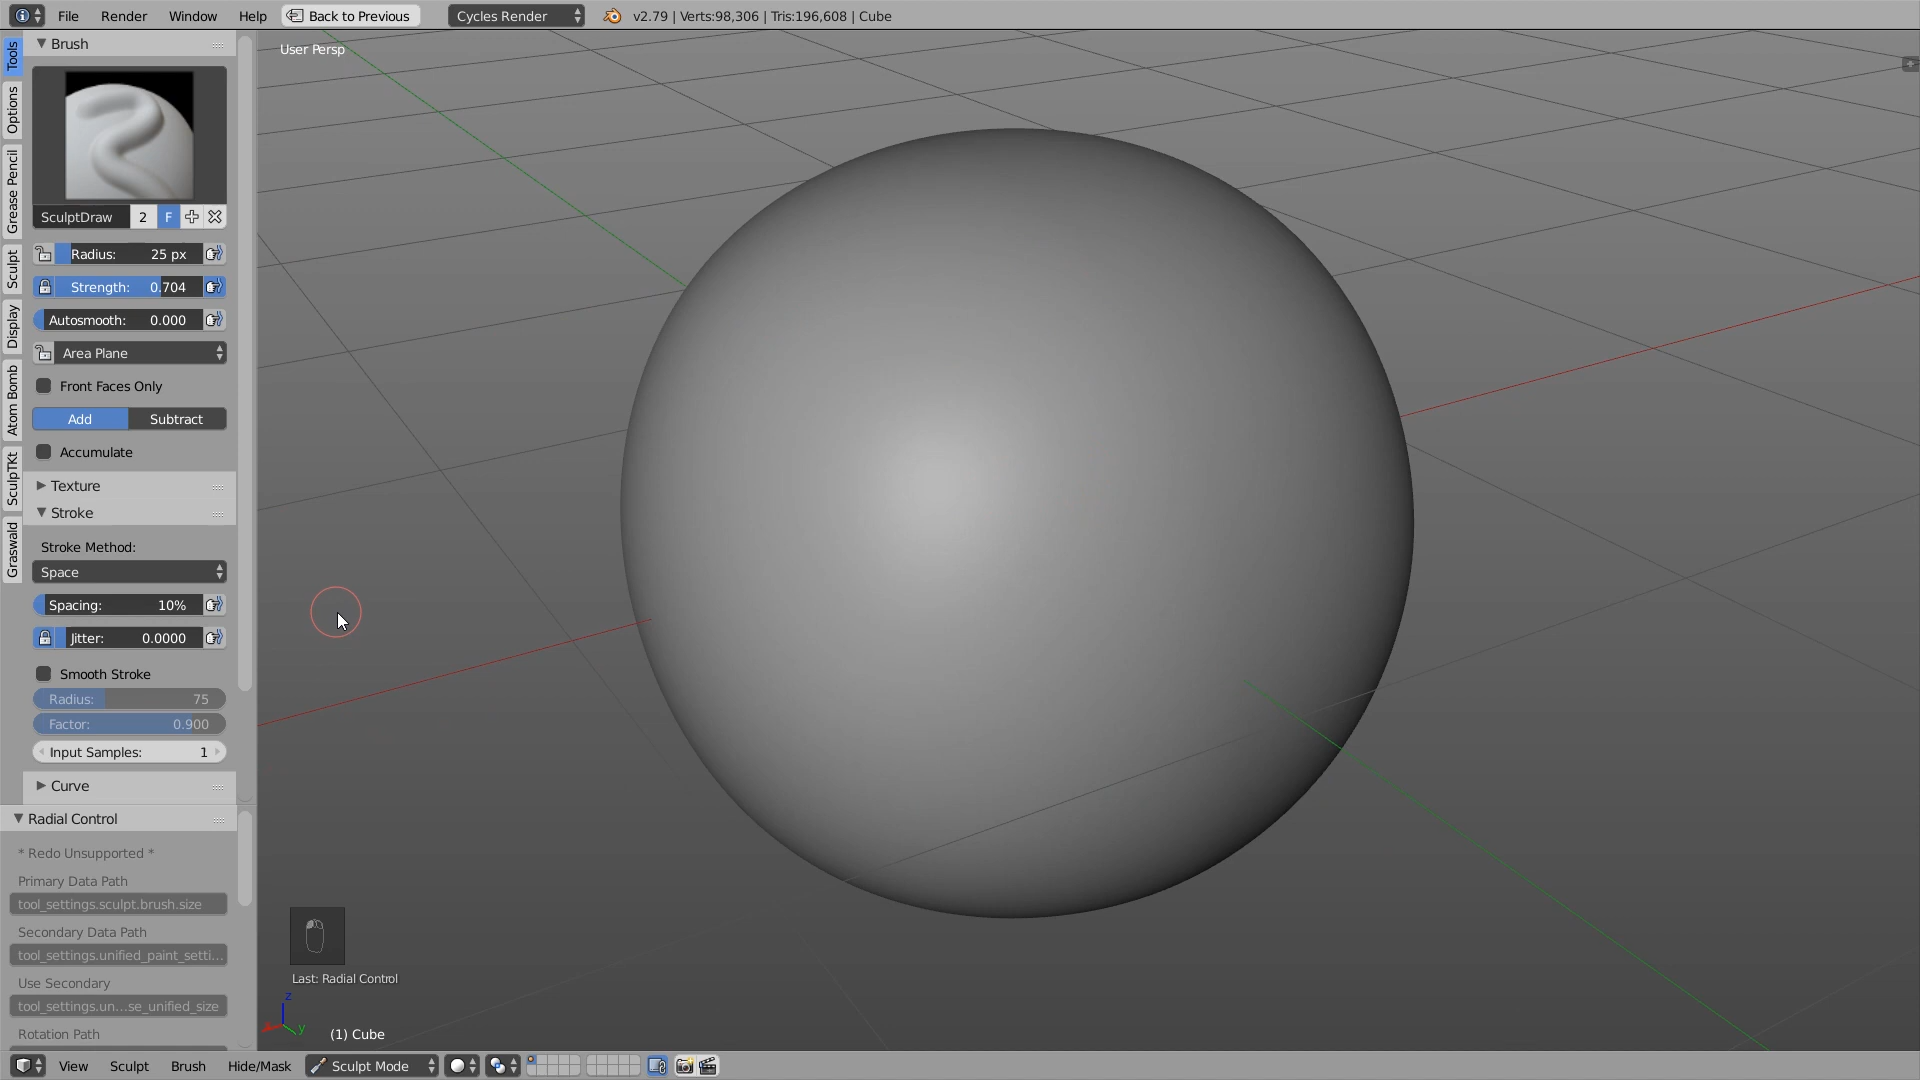 File Render Window Help Back to Previous Cycles Render v2.79 | Verts:98,306 | Tris:196,608 | Cube
Tools
Options
Grease Pencil
Sculpt
Display
Atom Bomb
SculpTKt
Graswald
Brush
SculptDraw 2 F
Radius: 25 px
Strength: 0.704
Autosmooth: 0.000
Area Plane
Front Faces Only
Add Subtract
Accumulate
Texture
Stroke
Stroke Method:
Space
Spacing: 10%
Jitter: 0.0000
Smooth Stroke
Radius: 75
Factor: 0.900
Input Samples: 1
Curve
Radial Control
* Redo Unsupported *
Primary Data Path
tool_settings.sculpt.brush.size
Secondary Data Path
tool_settings.unified_paint_setti...
Use Secondary
tool_settings.un...se_unified_size
Rotation Path
User Persp
Last: Radial Control
z
y
(1) Cube
View Sculpt Brush Hide/Mask Sculpt Mode